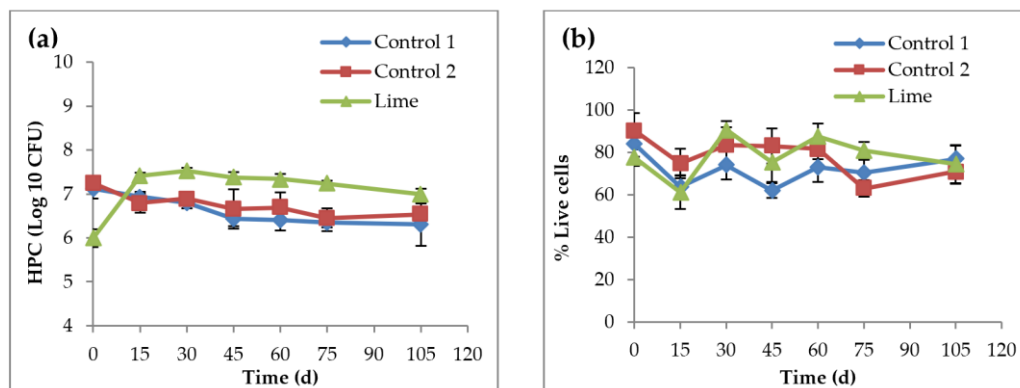 (a)
Control 1
Control 2
Lime
10
9
8
7
6
5
4
HPC (Log 10 CFU)
0 15 30 45 60 75 90 105 120
Time (d)
(b)
Control 1
Control 2
Lime
120
100
80
60
40
20
0
% Live cells
0 15 30 45 60 75 90 105 120
Time (d)